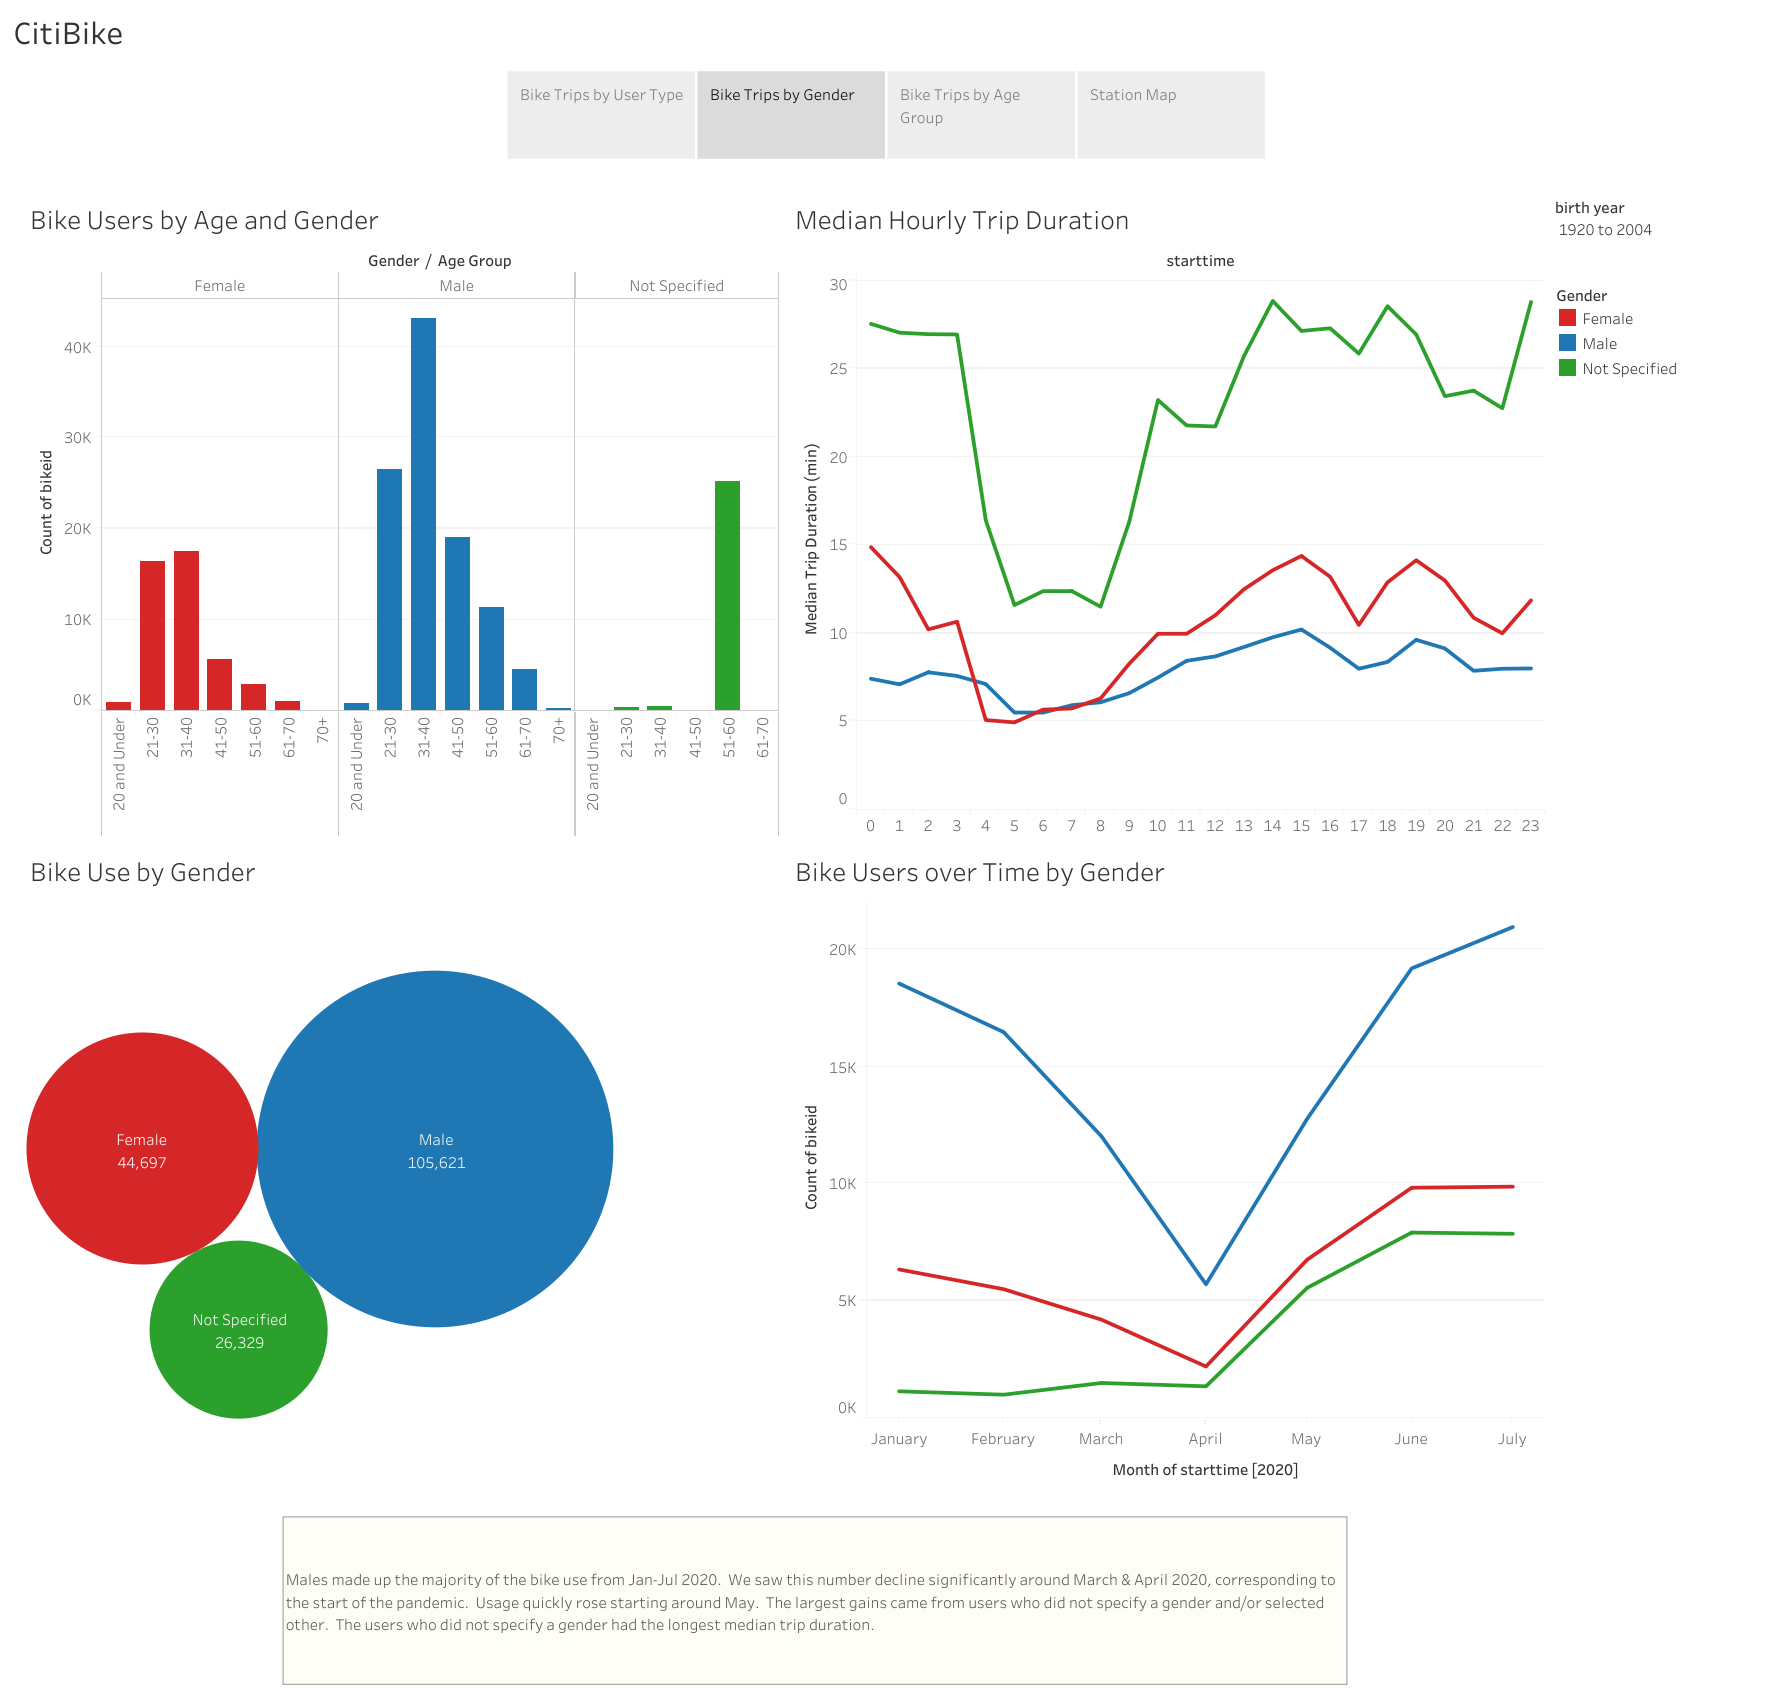 CitiBike
Bike Trips by User Type
Bike Trips by Gender
Bike Trips by Age
Group
Station Map
Bike Users by Age and Gender
Gender / Age Group
Female
Male
Not Specified
Count of bikeid
40K
30K
20K
10K
0K
20 and Under
21-30
31-40
41-50
51-60
61-70
70+
20 and Under
21-30
31-40
41-50
51-60
61-70
70+
20 and Under
21-30
31-40
41-50
51-60
61-70
Median Hourly Trip Duration
starttime
Median Trip Duration (min)
30
25
20
15
10
5
0
0 1 2 3 4 5 6 7 8 9 10 11 12 13 14 15 16 17 18 19 20 21 22 23
birth year
1920 to 2004
Gender
Female
Male
Not Specified
Bike Use by Gender
Female
44,697
Male
105,621
Not Specified
26,329
Bike Users over Time by Gender
Count of bikeid
20K
15K
10K
5K
0K
January February March April May June July
Month of starttime [2020]
Males made up the majority of the bike use from Jan-Jul 2020.  We saw this number decline significantly around March & April 2020, corresponding to
the start of the pandemic.  Usage quickly rose starting around May.  The largest gains came from users who did not specify a gender and/or selected
other.  The users who did not specify a gender had the longest median trip duration.